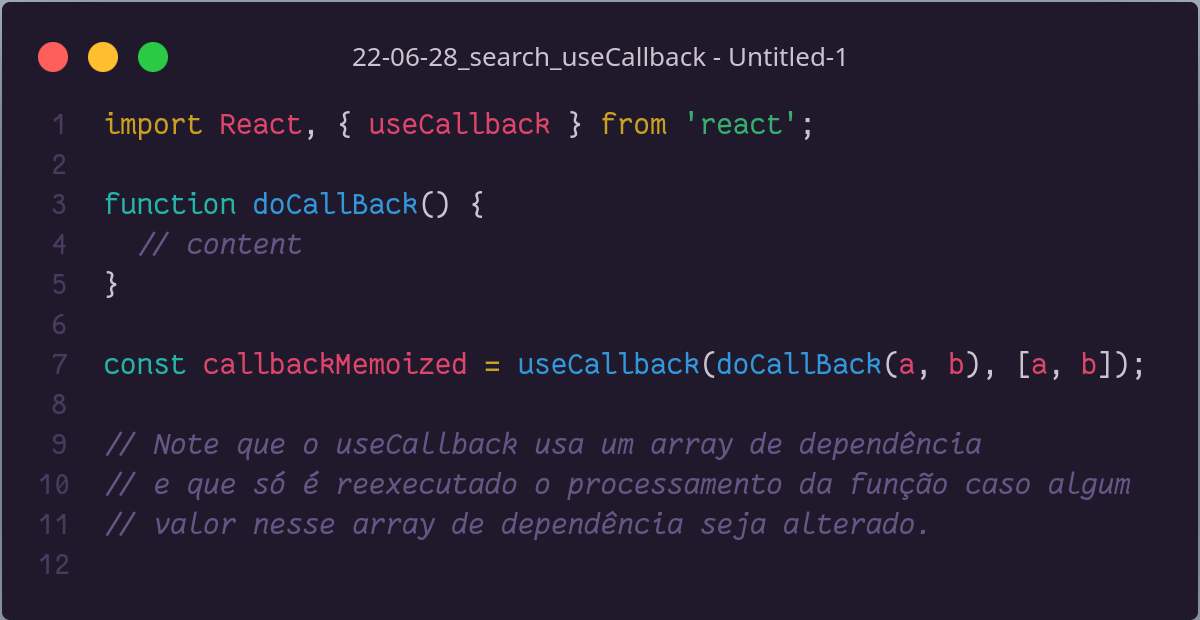 22-06-28_search_useCallback - Untitled-1
1 import React, { useCallback } from 'react';
2
3 function doCallBack() {
4   // content
5 }
6
7 const callbackMemoized = useCallback(doCallBack(a, b), [a, b]);
8
9 // Note que o useCallback usa um array de dependência
10 // e que só é reexecutado o processamento da função caso algum
11 // valor nesse array de dependência seja alterado.
12